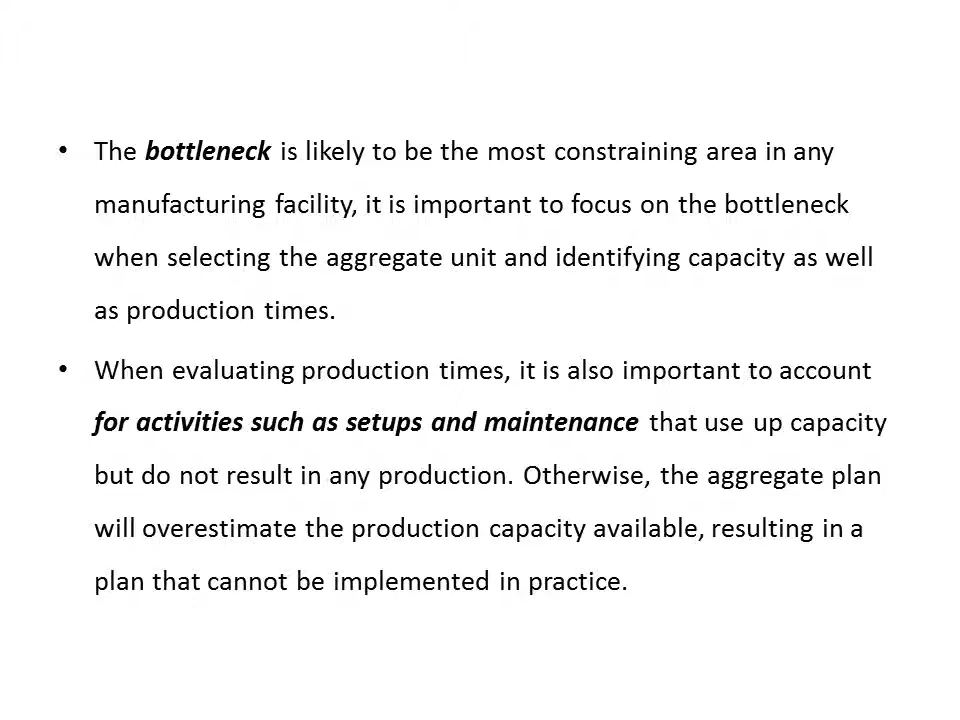 • The bottleneck is likely to be the most constraining area in any
manufacturing facility, it is important to focus on the bottleneck
when selecting the aggregate unit and identifying capacity as well
as production times.
• When evaluating production times, it is also important to account
for activities such as setups and maintenance that use up capacity
but do not result in any production. Otherwise, the aggregate plan
will overestimate the production capacity available, resulting in a
plan that cannot be implemented in practice.